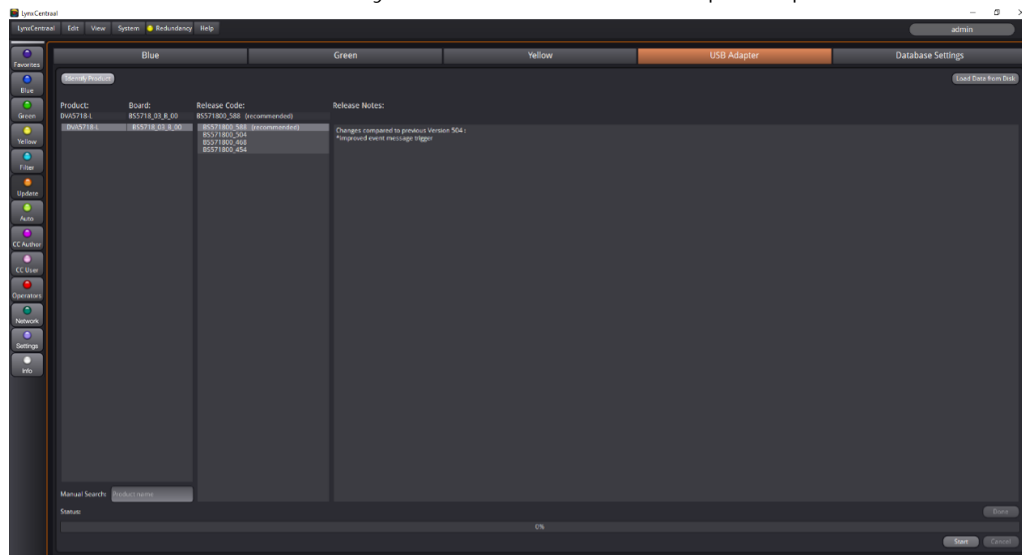 LynxCentraal
LynxCentraal Edit View System Redundancy Help admin
Favorites
Blue
Green
Yellow
Filter
Update
Auto
CC Author
CC User
Operators
Network
Settings
Info
Blue Green Yellow USB Adapter Database Settings
Identify Product Load Data from Disk
Product: Board: Release Code: Release Notes:
DVA5718-L BS5718_03_B_00 BS571800_588 (recommended)
DVA5718-L BS5718_03_B_00 BS571800_588 (recommended)
BS571800_504
BS571800_468
BS571800_454
Changes compared to previous Version 504 :
*Improved event message trigger
Manual Search: Product name
Status: Done
0%
Start Cancel